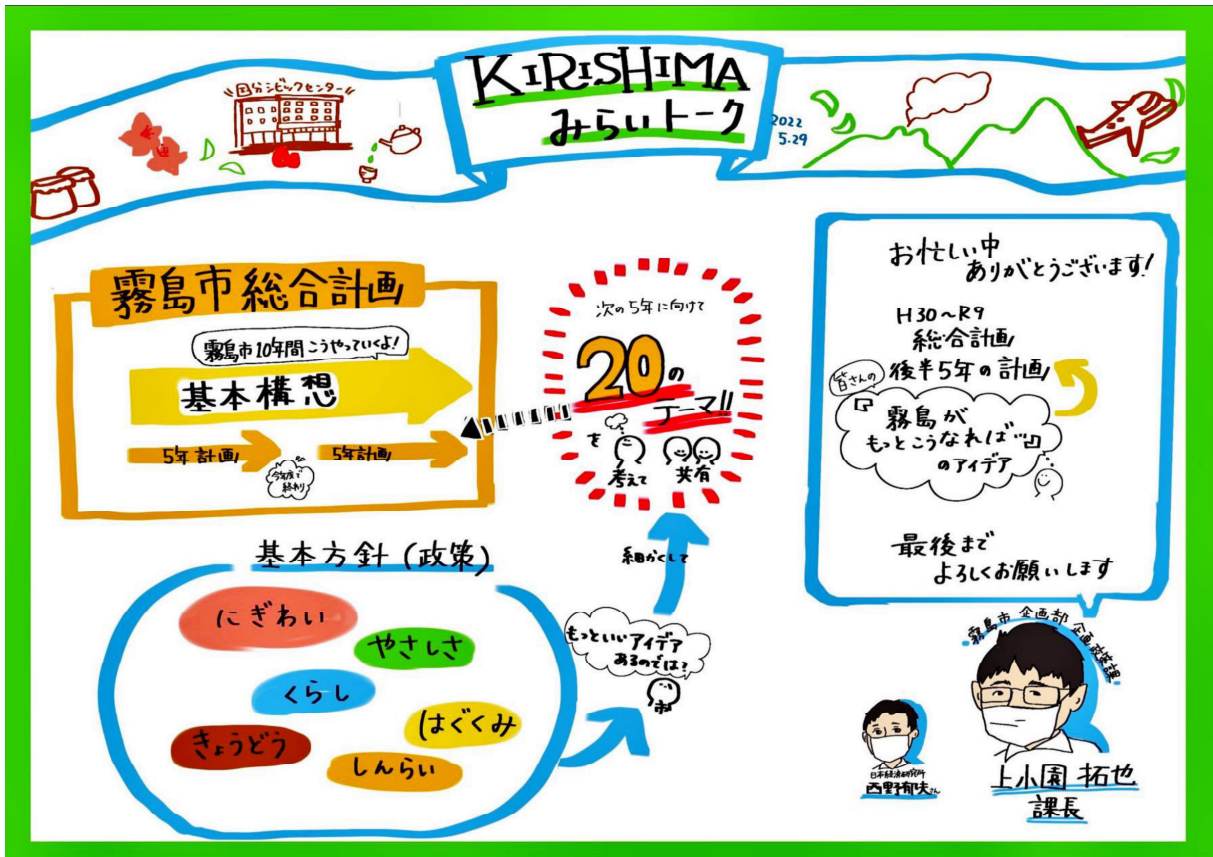 KIRISHIMA
みらいトーク
2022
5.29
国分シビックセンター
霧島市総合計画
霧島市10年間こうやっていくよ!
基本構想
5年計画
5年計画
今年度で
終わり
次の5年に向けて
20の
テーマ!!
を
考えて
共有
細かくして
基本方針(政策)
にぎわい
やさしさ
くらし
はぐくみ
きょうどう
しんらい
もっといいアイデア
あるのでは?
市
お忙しい中
ありがとうございます!
H30~R9
総合計画
後半5年の計画
皆さんの
『霧島が
もっとこうなれば…』
のアイデア
最後まで
よろしくお願いします
霧島市 企画部 企画政策課
上小園 拓也
課長
日本経済研究所
西野有夫さん